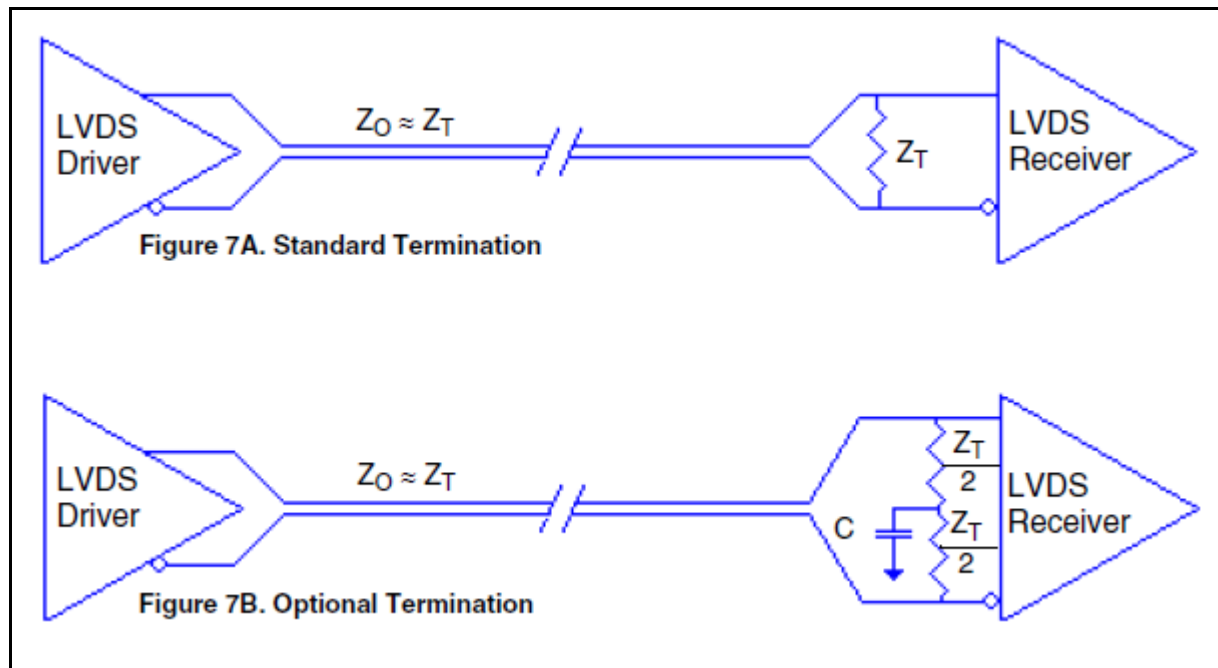 LVDS
Driver
Z_O ≈ Z_T
Z_T
LVDS
Receiver
Figure 7A. Standard Termination
LVDS
Driver
Z_O ≈ Z_T
C
Z_T
2
Z_T
2
LVDS
Receiver
Figure 7B. Optional Termination